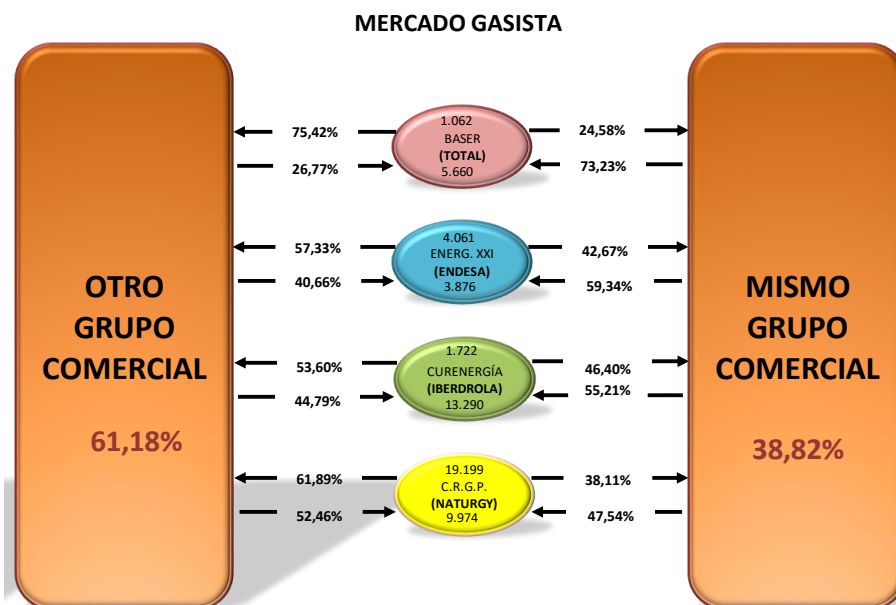 MERCADO GASISTA
OTRO
GRUPO
COMERCIAL
61,18%
75,42%
26,77%
1.062
BASER
(TOTAL)
5.660
24,58%
73,23%
57,33%
40,66%
4.061
ENERG. XXI
(ENDESA)
3.876
42,67%
59,34%
53,60%
44,79%
1.722
CURENERGÍA
(IBERDROLA)
13.290
46,40%
55,21%
61,89%
52,46%
19.199
C.R.G.P.
(NATURGY)
9.974
38,11%
47,54%
MISMO
GRUPO
COMERCIAL
38,82%